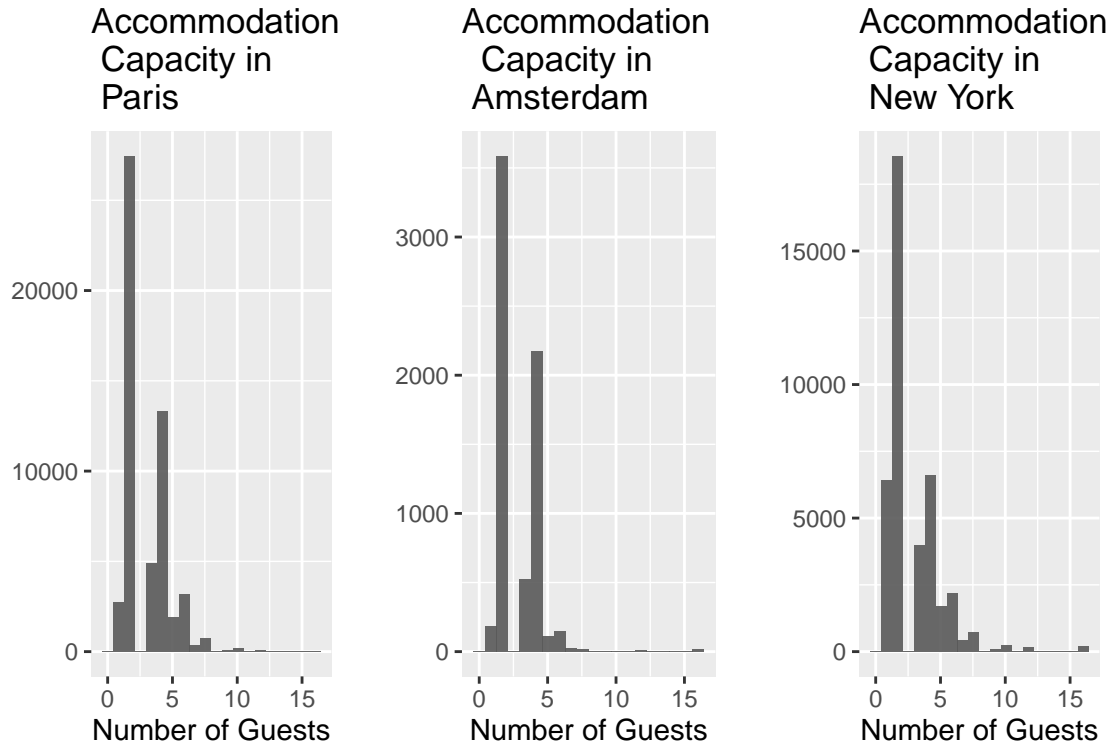 Accommodation
Capacity in
Paris
20000
10000
0
0 5 10 15
Number of Guests
Accommodation
Capacity in
Amsterdam
3000
2000
1000
0
0 5 10 15
Number of Guests
Accommodation
Capacity in
New York
15000
10000
5000
0
0 5 10 15
Number of Guests